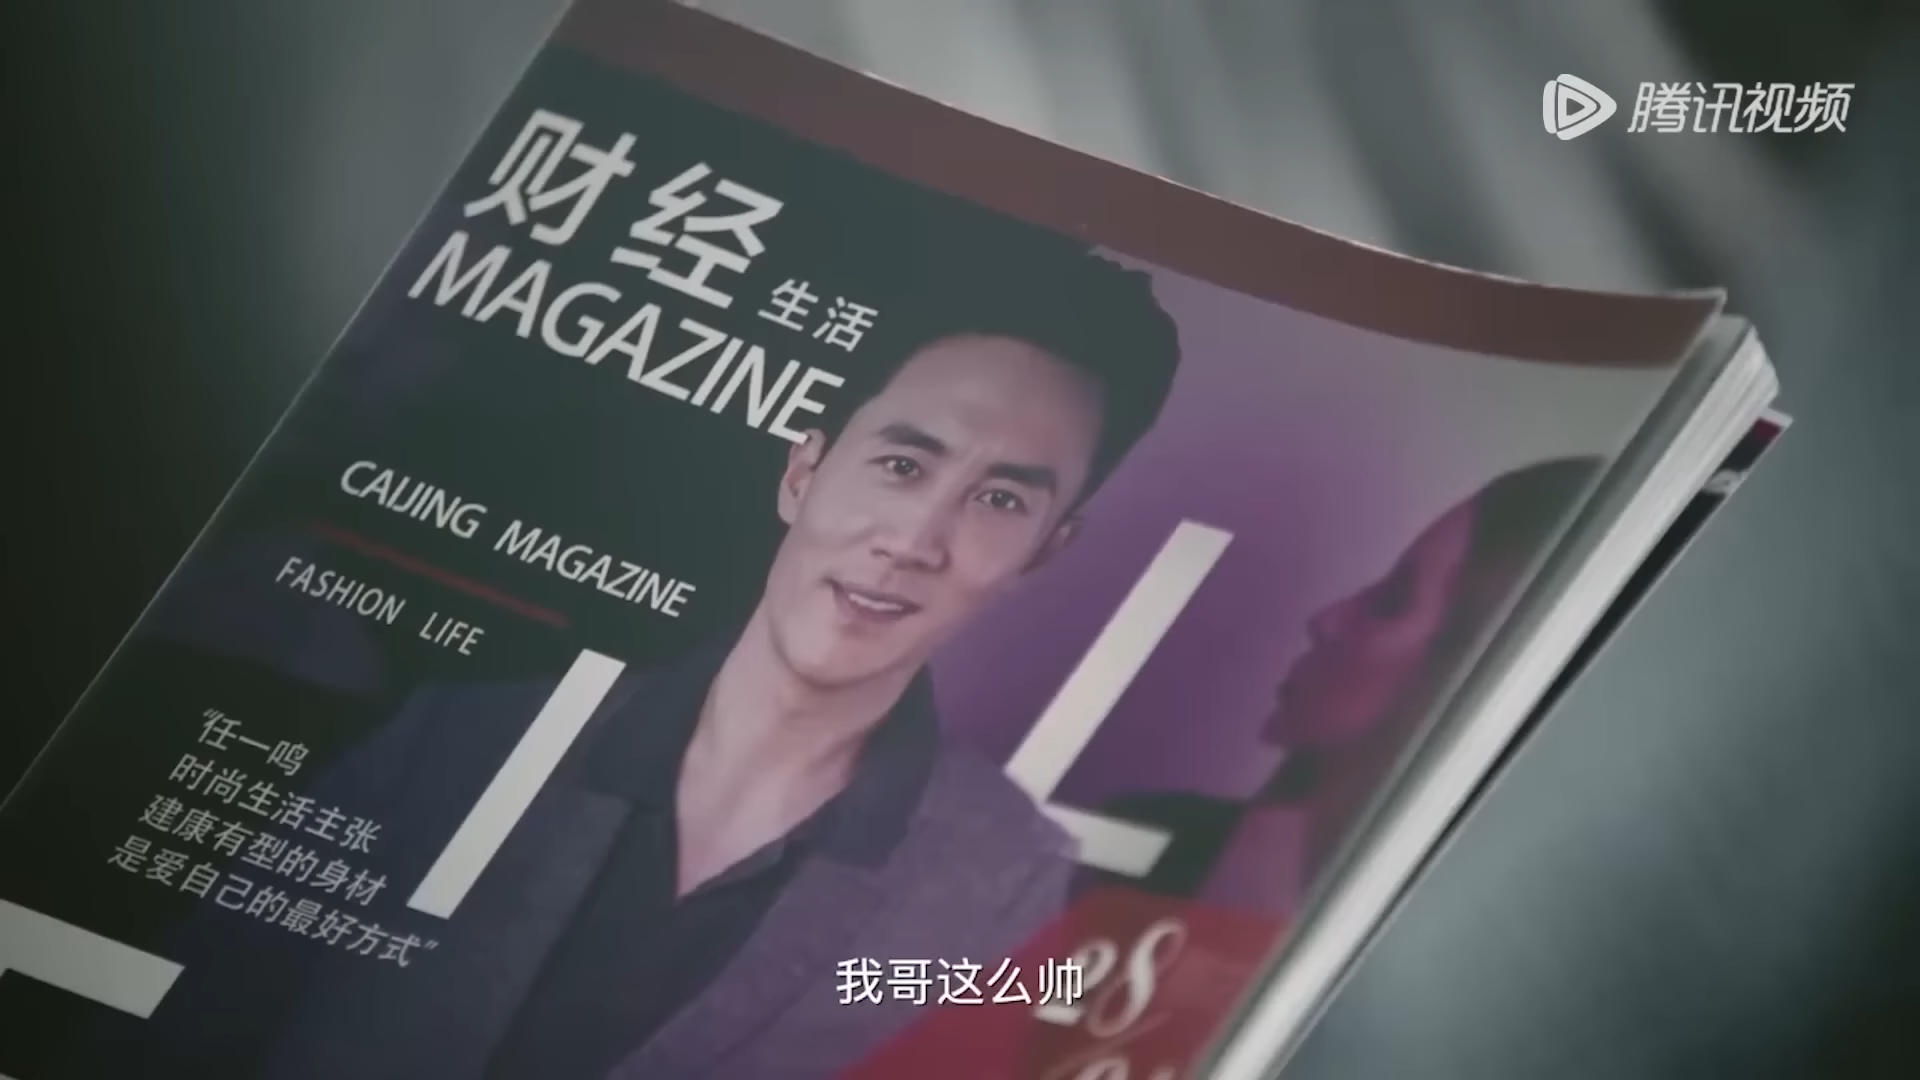 腾讯视频
财经
生活
MAGAZINE
CAIJING MAGAZINE
FASHION LIFE
“任一鸣
时尚生活主张
建康有型的身材
是爱自己的最好方式”
28
我哥这么帅